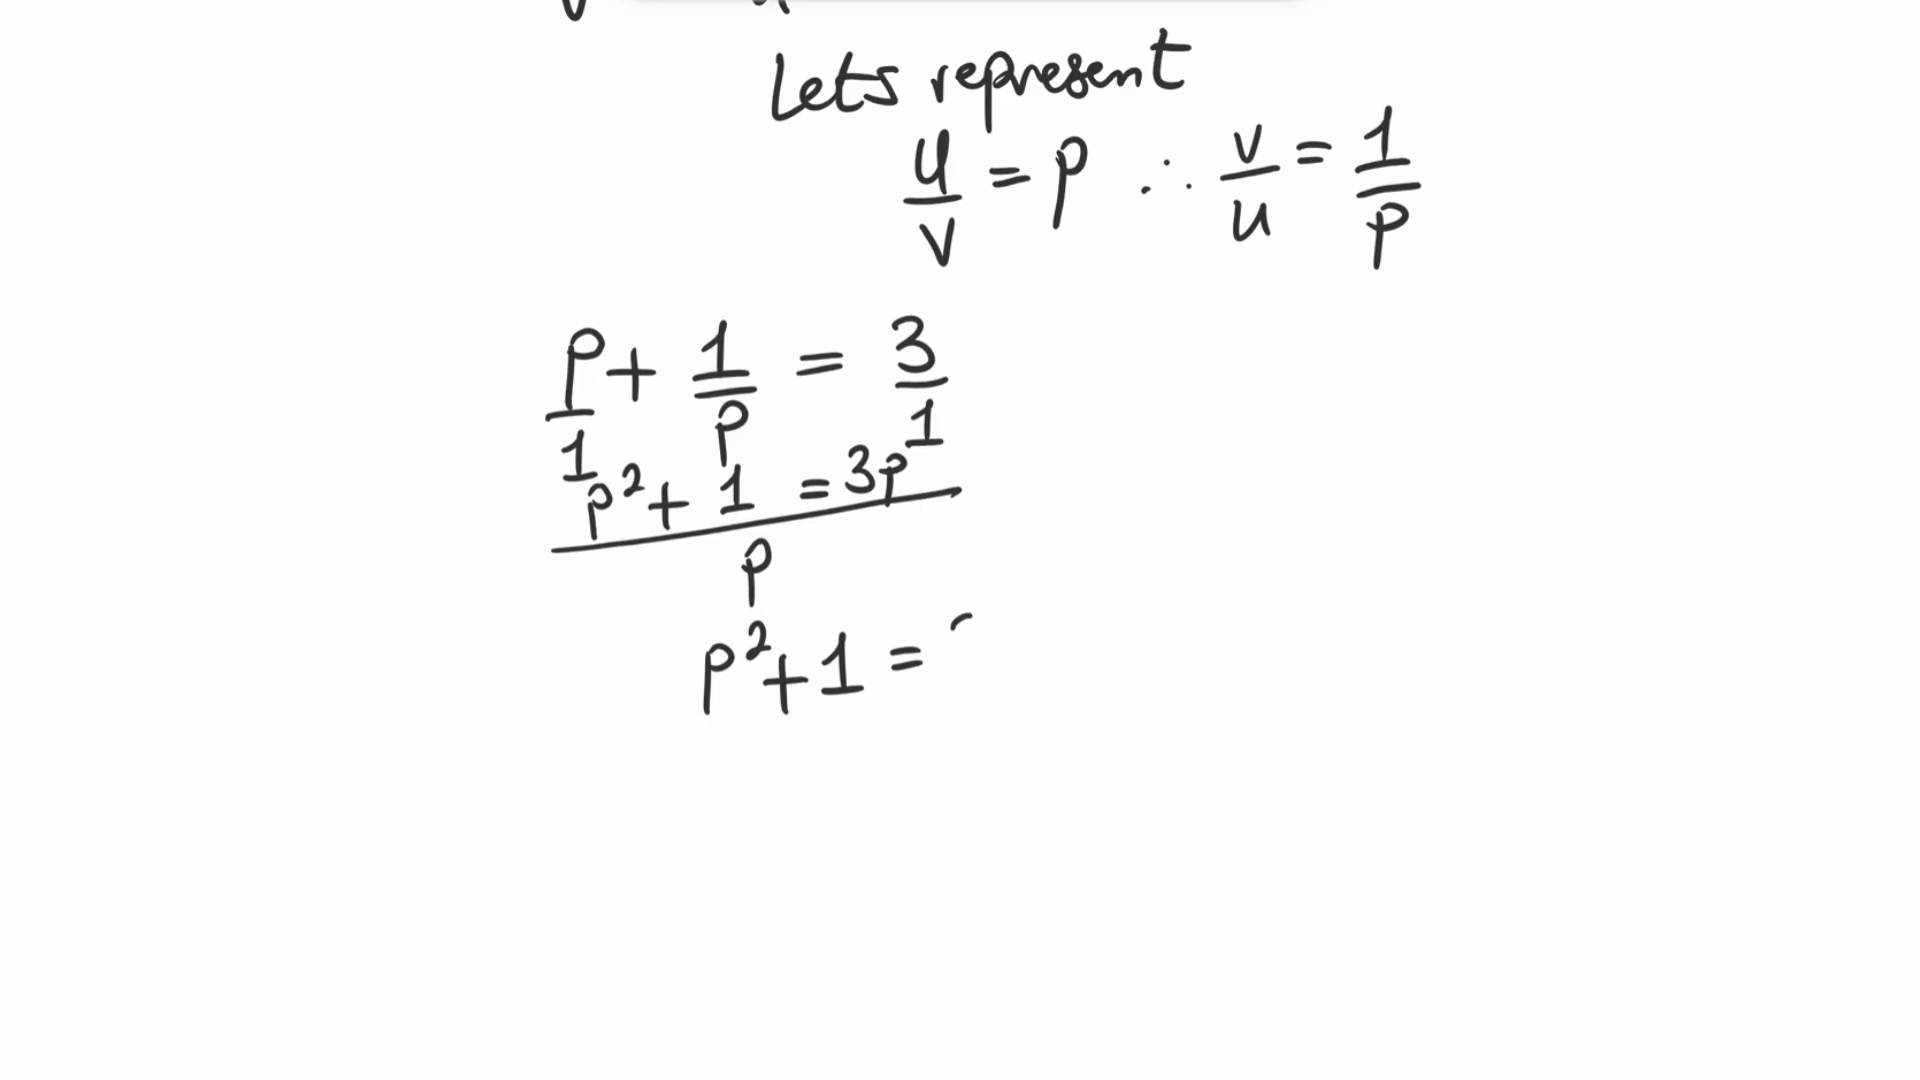 Lets represent
u/v = p ∴ v/u = 1/p
p/1 + 1/p = 3/1
p² + 1 = 3p / p
p² + 1 =